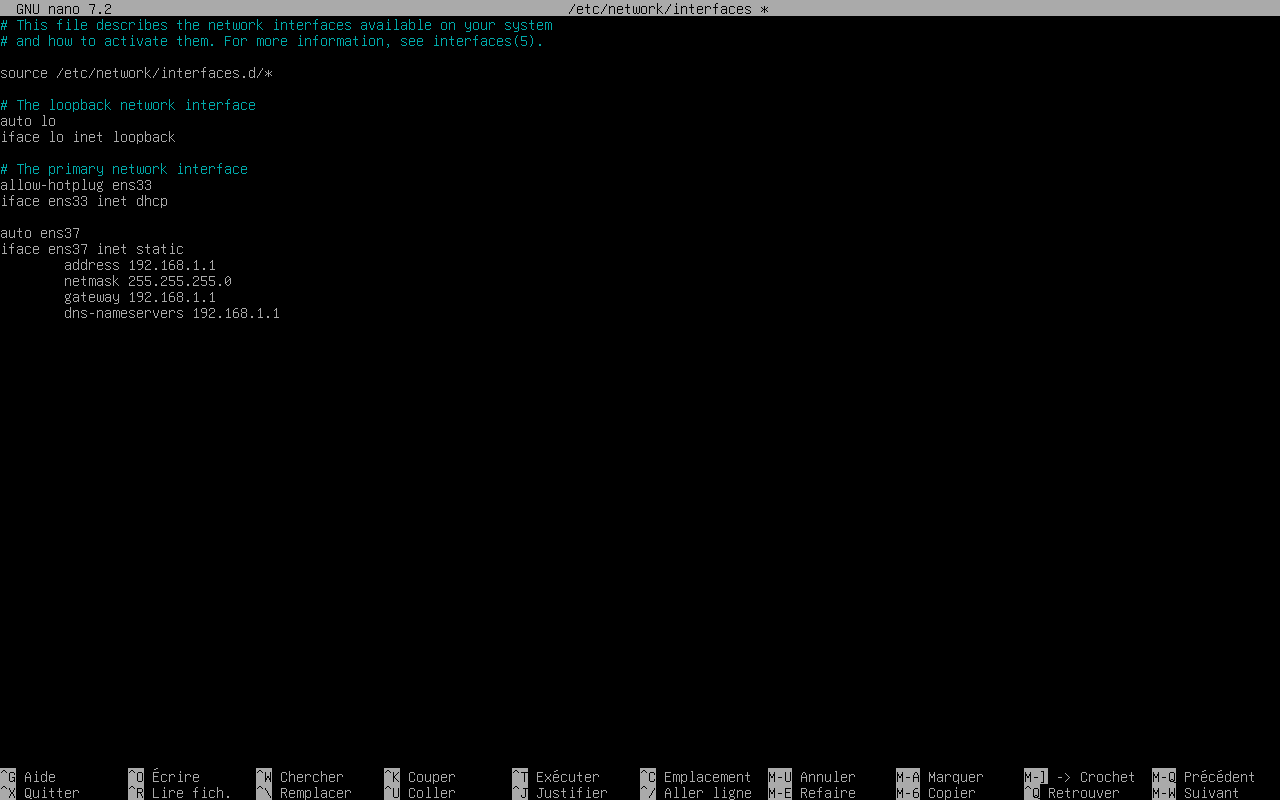 GNU nano 7.2 /etc/network/interfaces *
# This file describes the network interfaces available on your system
# and how to activate them. For more information, see interfaces(5).
source /etc/network/interfaces.d/*
# The loopback network interface
auto lo
iface lo inet loopback
# The primary network interface
allow-hotplug ens33
iface ens33 inet dhcp
auto ens37
iface ens37 inet static
address 192.168.1.1
netmask 255.255.255.0
gateway 192.168.1.1
dns-nameservers 192.168.1.1
^G Aide ^O Écrire ^W Chercher ^K Couper ^T Exécuter ^C Emplacement M-U Annuler M-A Marquer M-] -> Crochet M-Q Précédent
^X Quitter ^R Lire fich. ^\ Remplacer ^U Coller ^J Justifier ^/ Aller ligne M-E Refaire M-6 Copier ^Q Retrouver M-W Suivant